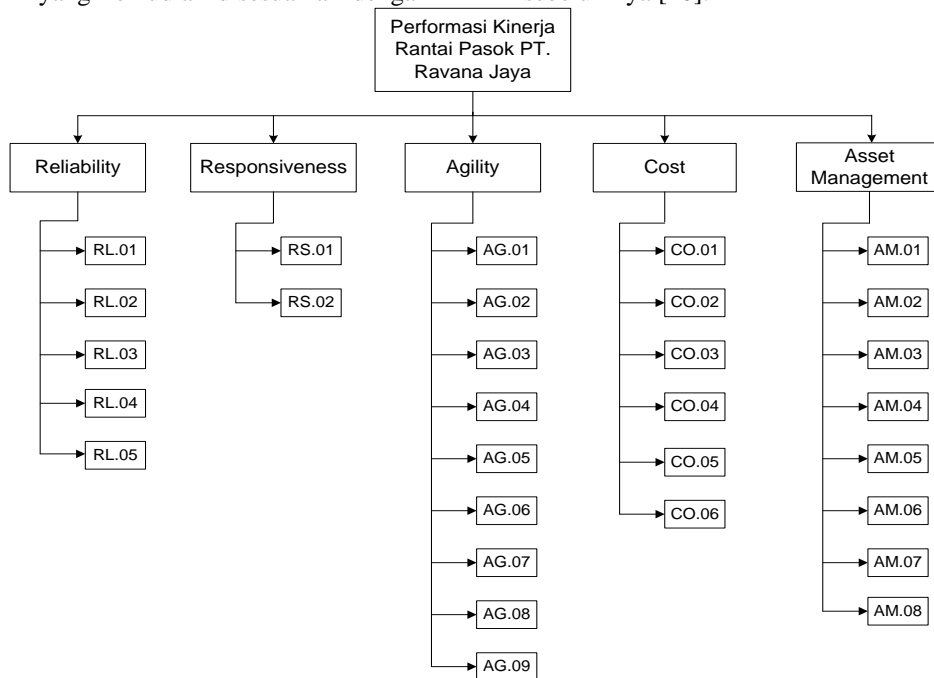 Performasi Kinerja
Rantai Pasok PT.
Ravana Jaya
Reliability
Responsiveness
Agility
Cost
Asset
Management
RL.01
RL.02
RL.03
RL.04
RL.05
RS.01
RS.02
AG.01
AG.02
AG.03
AG.04
AG.05
AG.06
AG.07
AG.08
AG.09
CO.01
CO.02
CO.03
CO.04
CO.05
CO.06
AM.01
AM.02
AM.03
AM.04
AM.05
AM.06
AM.07
AM.08